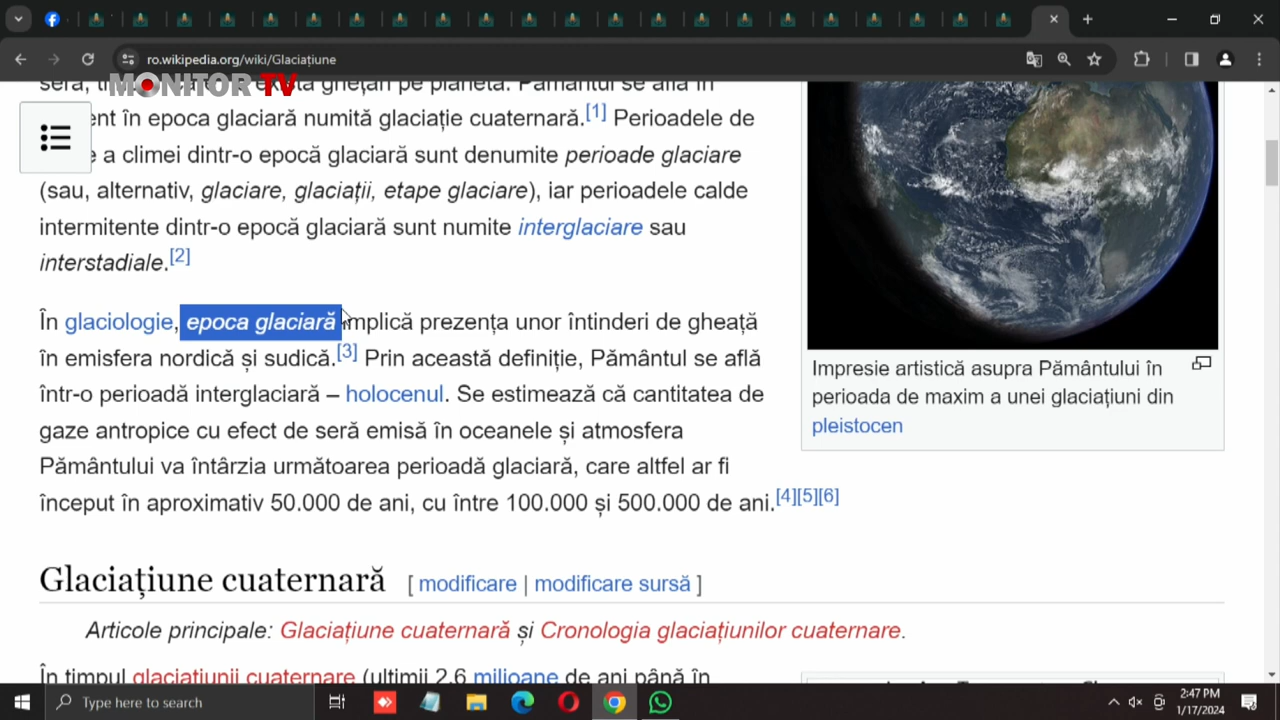 ro.wikipedia.org/wiki/Glaciațiune
MONITOR TV
există ghețari pe planetă. Pământul se află în
în epoca glaciară numită glaciație cuaternară.[1] Perioadele de
a climei dintr-o epocă glaciară sunt denumite perioade glaciare
(sau, alternativ, glaciare, glaciații, etape glaciare), iar perioadele calde
intermitente dintr-o epocă glaciară sunt numite interglaciare sau
interstadiale.[2]
În glaciologie, epoca glaciară implică prezența unor întinderi de gheață
în emisfera nordică și sudică.[3] Prin această definiție, Pământul se află
într-o perioadă interglaciară – holocenul. Se estimează că cantitatea de
gaze antropice cu efect de seră emisă în oceanele și atmosfera
Pământului va întârzia următoarea perioadă glaciară, care altfel ar fi
început în aproximativ 50.000 de ani, cu între 100.000 și 500.000 de ani.[4][5][6]
Impresie artistică asupra Pământului în
perioada de maxim a unei glaciațiuni din
pleistocen
Glaciațiune cuaternară [ modificare | modificare sursă ]
Articole principale: Glaciațiune cuaternară și Cronologia glaciațiunilor cuaternare.
În timpul glaciațiunii cuaternare (ultimii 2,6 milioane de ani până în
Type here to search
2:47 PM
1/17/2024